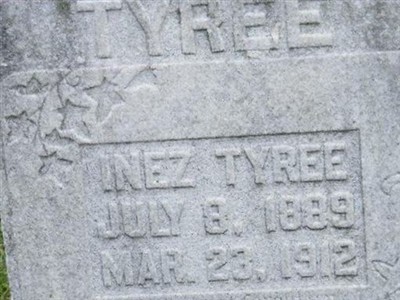 TYREE
INEZ TYREE
JULY 8, 1889
MAR. 23, 1912